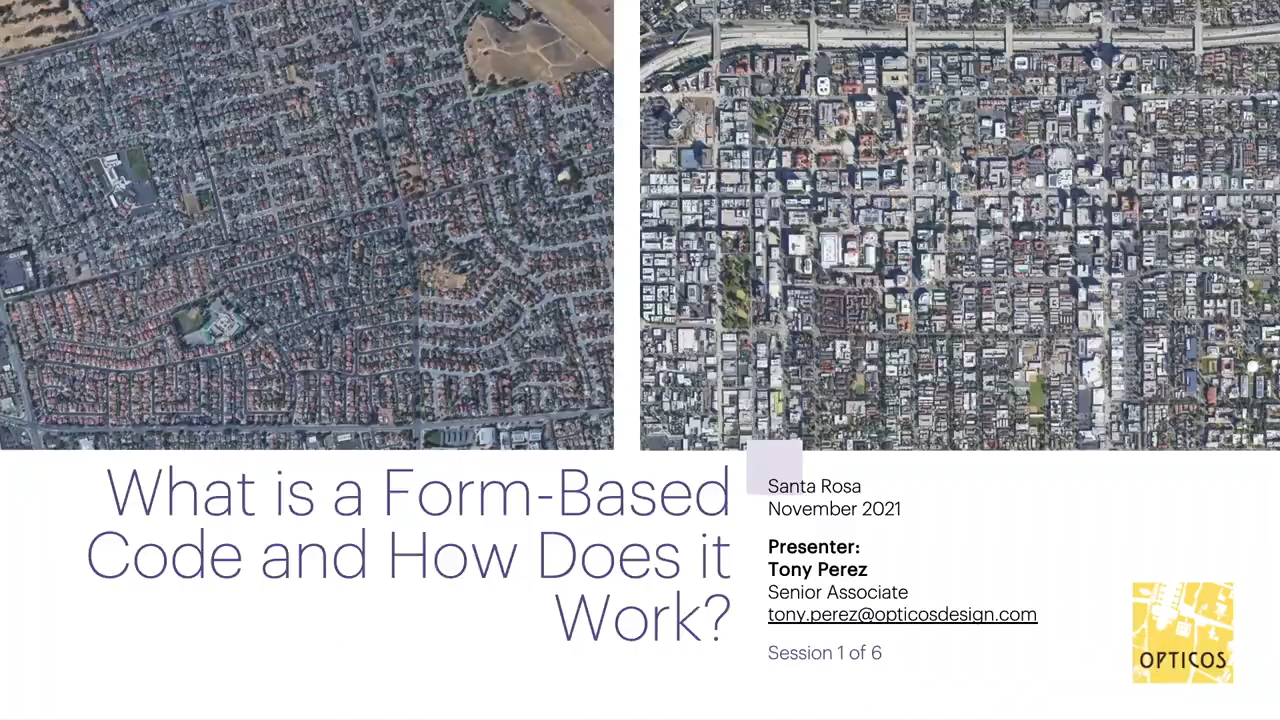 What is a Form-Based
Code and How Does it
Work?
Santa Rosa
November 2021
Presenter:
Tony Perez
Senior Associate
tony.perez@opticosdesign.com
Session 1 of 6
OPTICOS